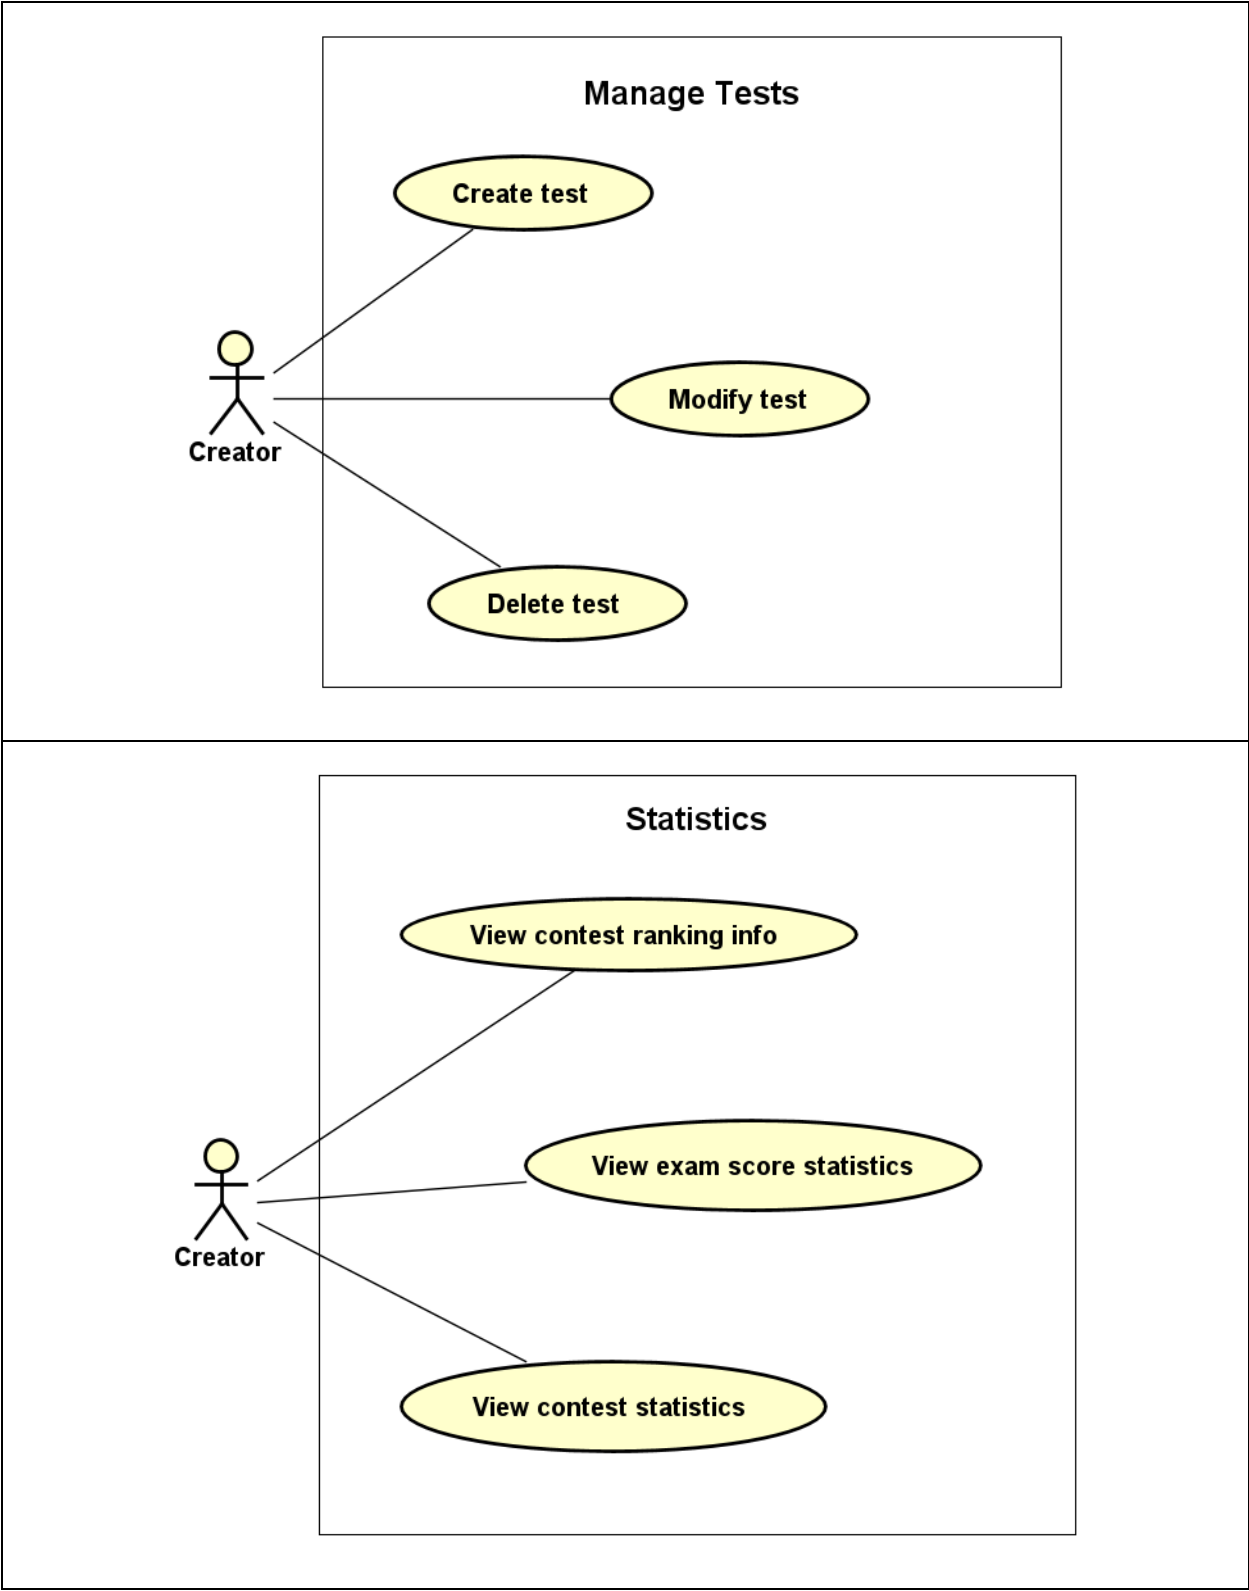 Manage Tests
Create test
Modify test
Creator
Delete test
Statistics
View contest ranking info
View exam score statistics
Creator
View contest statistics